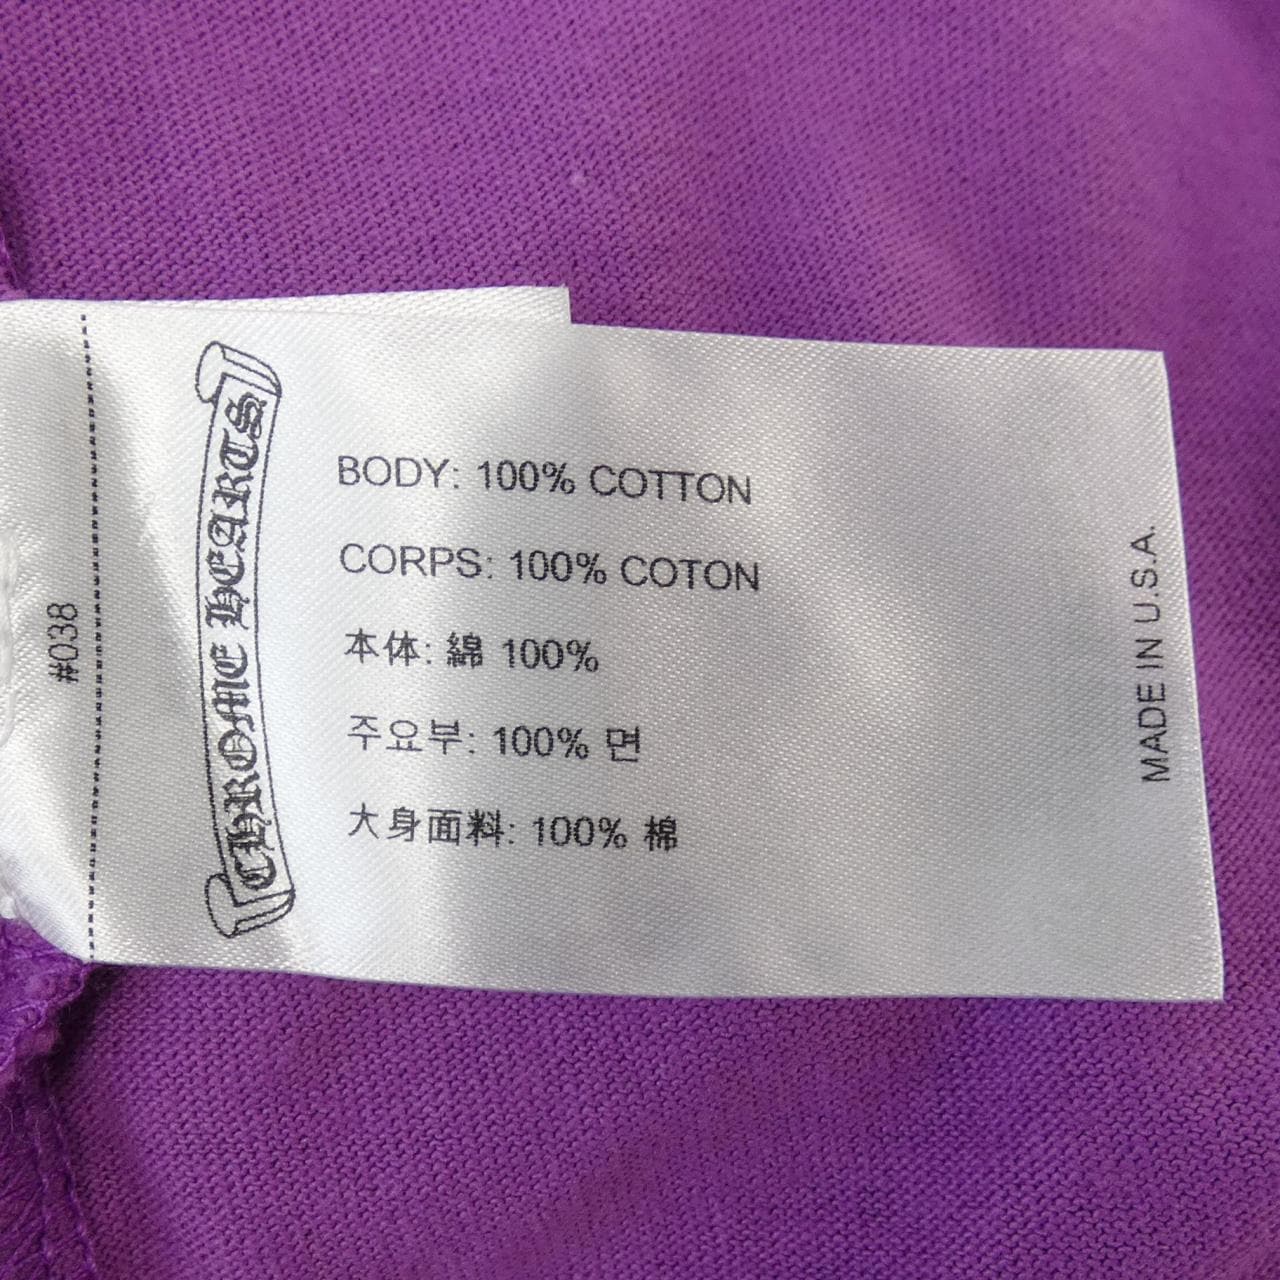 #038
CHROME HEARTS
BODY: 100% COTTON
CORPS: 100% COTON
本体: 綿 100%
주요부: 100% 면
大身面料: 100% 棉
MADE IN U.S.A.